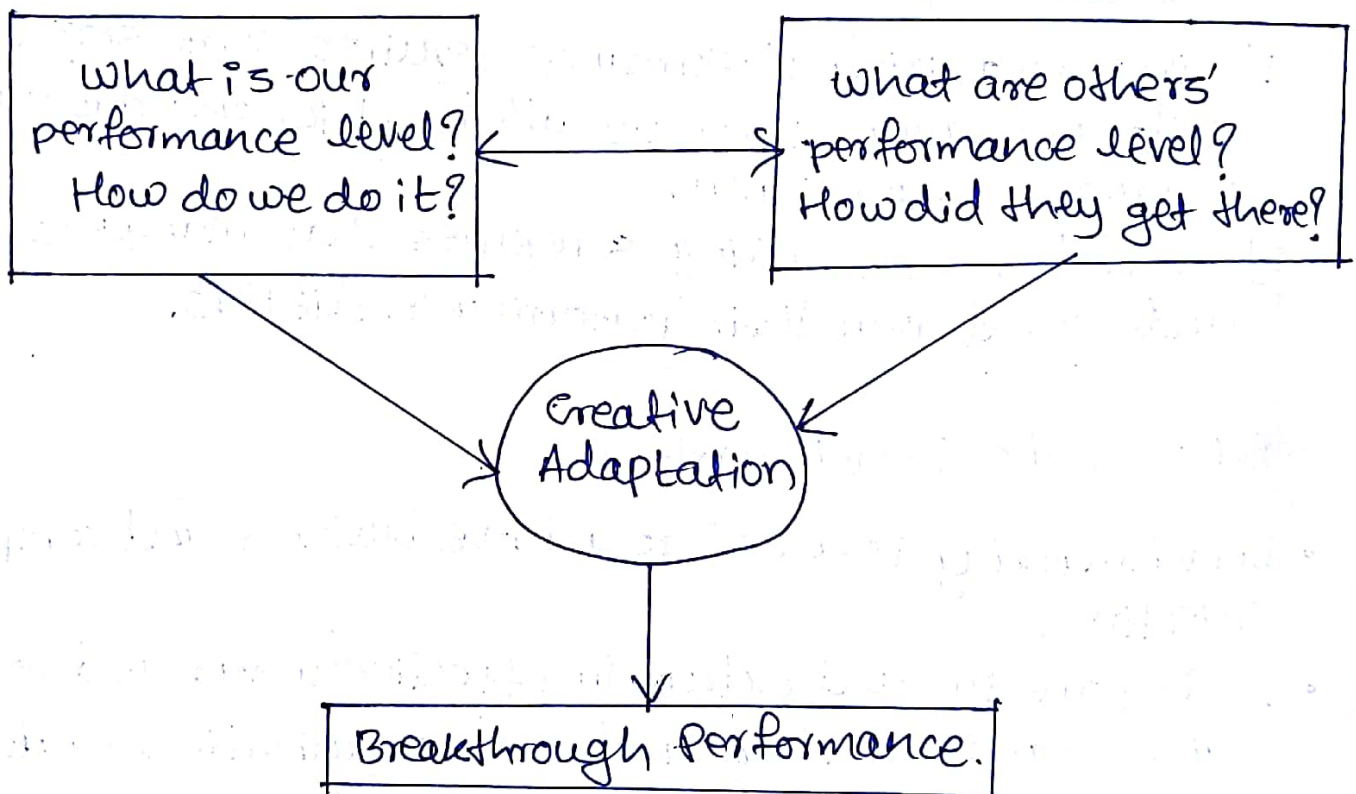 What is our
performance level?
How do we do it?
What are others'
performance level?
How did they get there?
Creative
Adaptation
Breakthrough Performance.